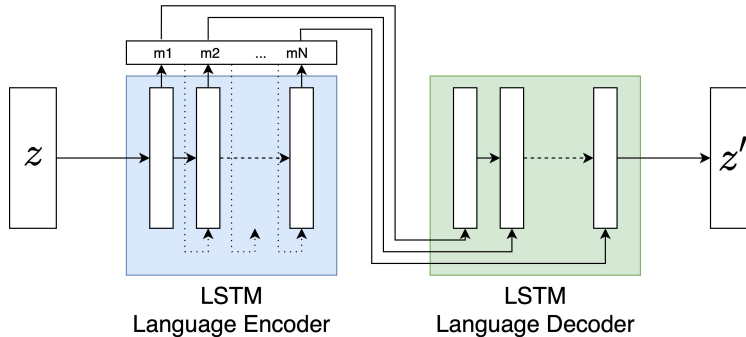 m1 m2 ... mN
z
z′
LSTM
Language Encoder
LSTM
Language Decoder